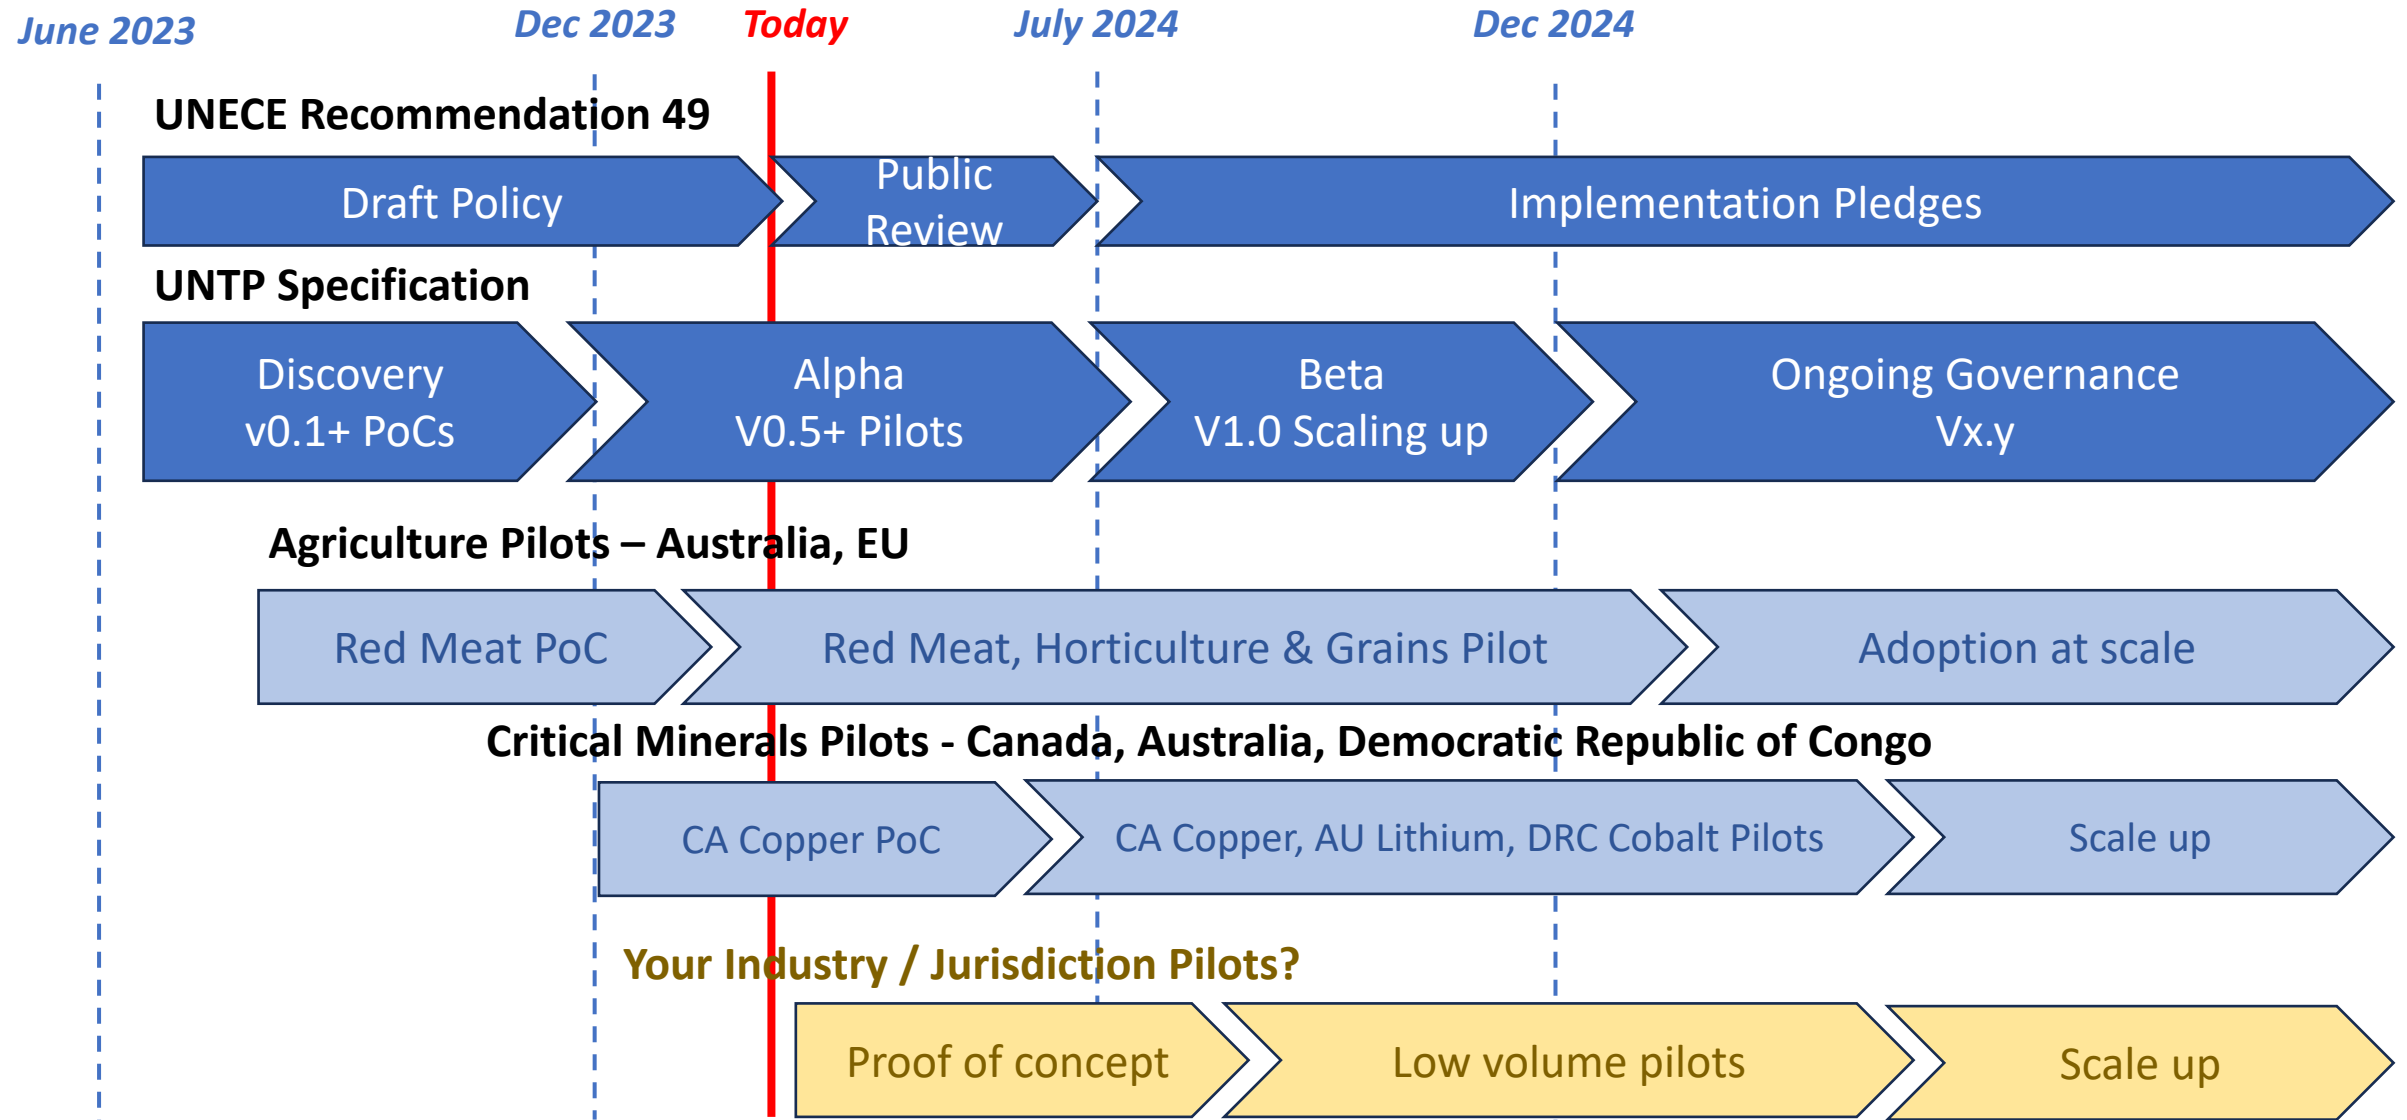 June 2023
Dec 2023
Today
July 2024
Dec 2024
UNECE Recommendation 49
Draft Policy
Public
Review
Implementation Pledges
UNTP Specification
Discovery
v0.1+ PoCs
Alpha
V0.5+ Pilots
Beta
V1.0 Scaling up
Ongoing Governance
Vx.y
Agriculture Pilots – Australia, EU
Red Meat PoC
Red Meat, Horticulture & Grains Pilot
Adoption at scale
Critical Minerals Pilots - Canada, Australia, Democratic Republic of Congo
CA Copper PoC
CA Copper, AU Lithium, DRC Cobalt Pilots
Scale up
Your Industry / Jurisdiction Pilots?
Proof of concept
Low volume pilots
Scale up